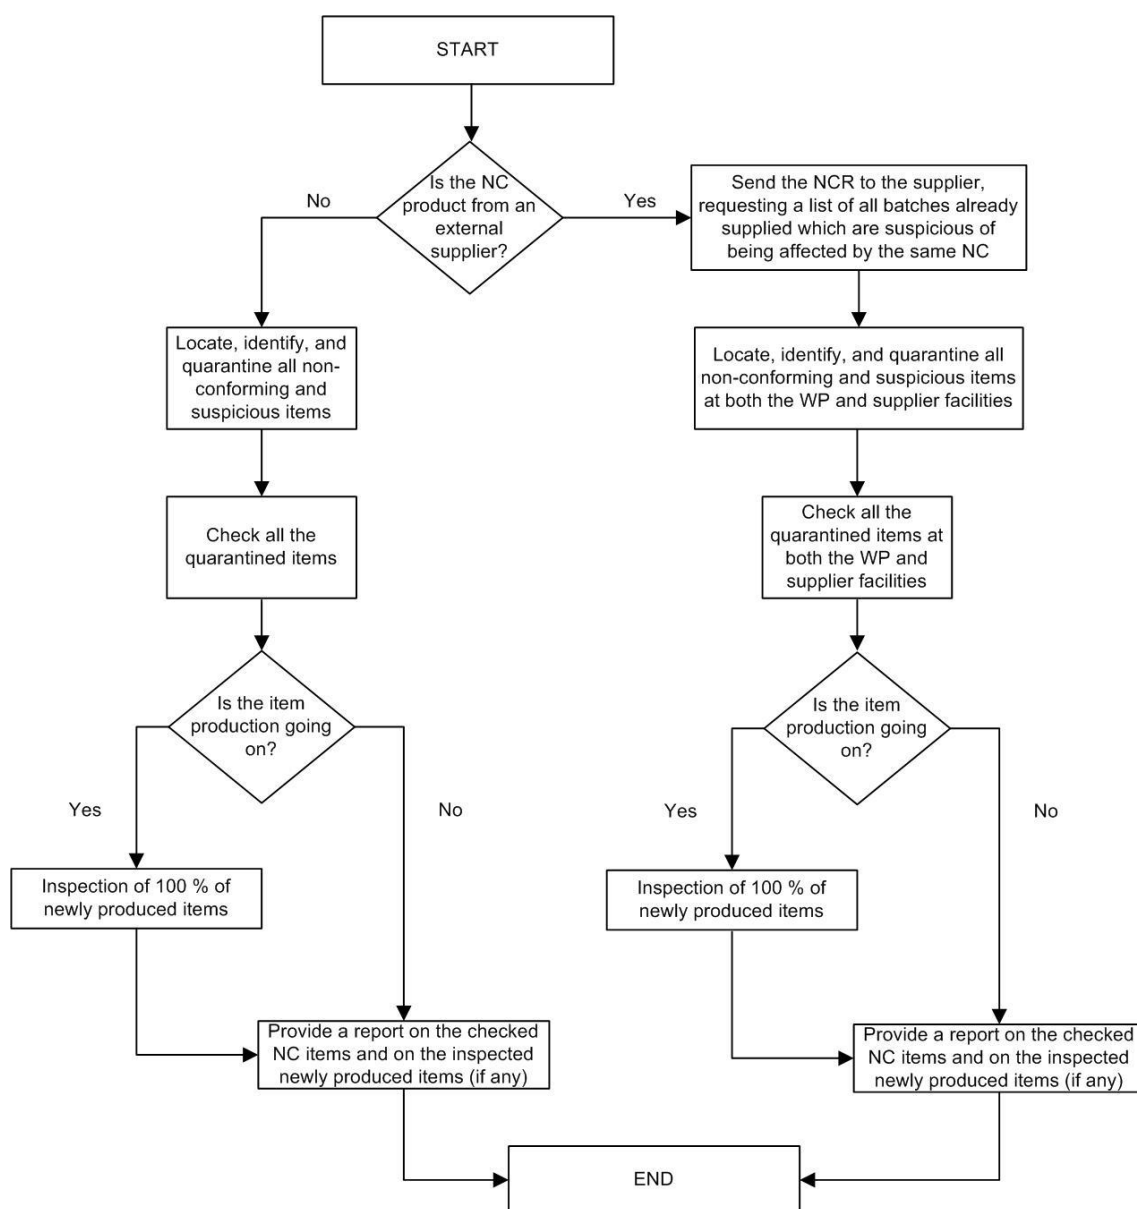 START
Is the NC
product from an
external
supplier?
No
Yes
Send the NCR to the supplier,
requesting a list of all batches already
supplied which are suspicious of
being affected by the same NC
Locate, identify, and
quarantine all non-
conforming and
suspicious items
Locate, identify, and quarantine all
non-conforming and suspicious items
at both the WP and supplier facilities
Check all the
quarantined items
Check all the
quarantined items at
both the WP and
supplier facilities
Is the item
production going
on?
Is the item
production going
on?
Yes
No
Yes
No
Inspection of 100 % of
newly produced items
Inspection of 100 % of
newly produced items
Provide a report on the checked
NC items and on the inspected
newly produced items (if any)
Provide a report on the checked
NC items and on the inspected
newly produced items (if any)
END